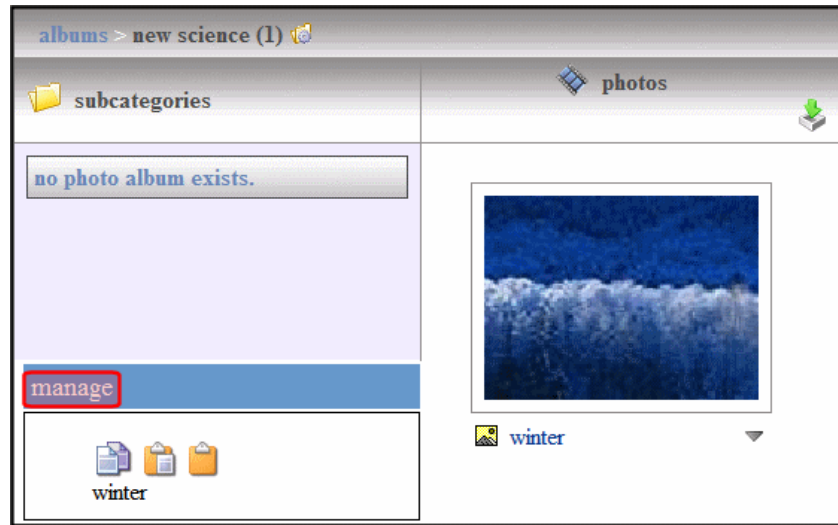 albums > new science (1)
subcategories
photos
no photo album exists.
manage
winter
winter